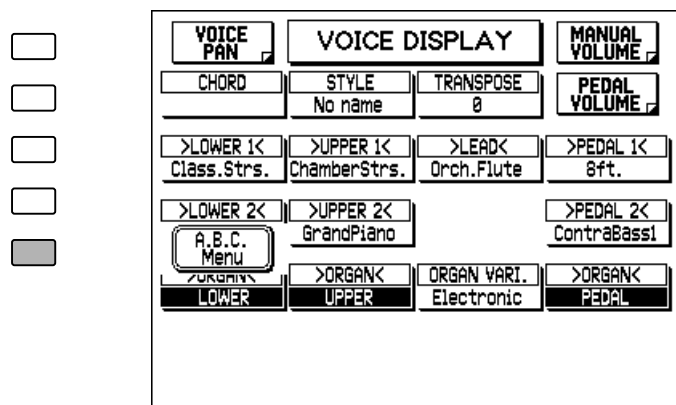 VOICE
PAN
VOICE DISPLAY
MANUAL
VOLUME
CHORD
STYLE
No name
TRANSPOSE
0
PEDAL
VOLUME
>LOWER 1<
Class.Strs.
>UPPER 1<
ChamberStrs.
>LEAD<
Orch.Flute
>PEDAL 1<
8ft.
>LOWER 2<
A.B.C.
Menu
>UPPER 2<
GrandPiano
>PEDAL 2<
ContraBass1
>ORGAN<
LOWER
>ORGAN<
UPPER
ORGAN VARI.
Electronic
>ORGAN<
PEDAL